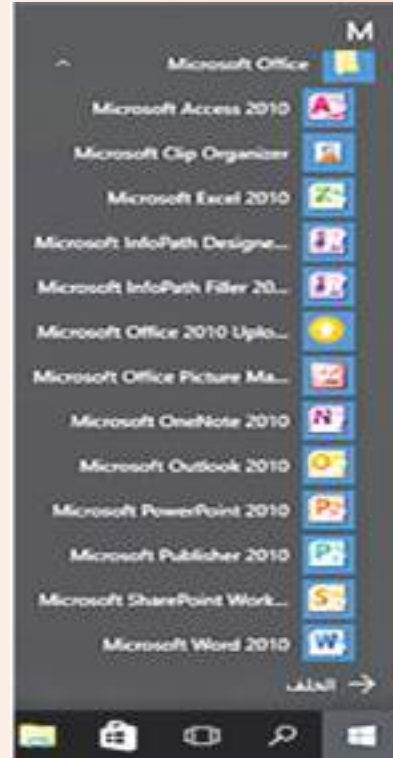 M
Microsoft Office
Microsoft Access 2010
Microsoft Clip Organizer
Microsoft Excel 2010
Microsoft InfoPath Designe...
Microsoft InfoPath Filler 20...
Microsoft Office 2010 Uplo...
Microsoft Office Picture Ma...
Microsoft OneNote 2010
Microsoft Outlook 2010
Microsoft PowerPoint 2010
Microsoft Publisher 2010
Microsoft SharePoint Work...
Microsoft Word 2010
الخلف